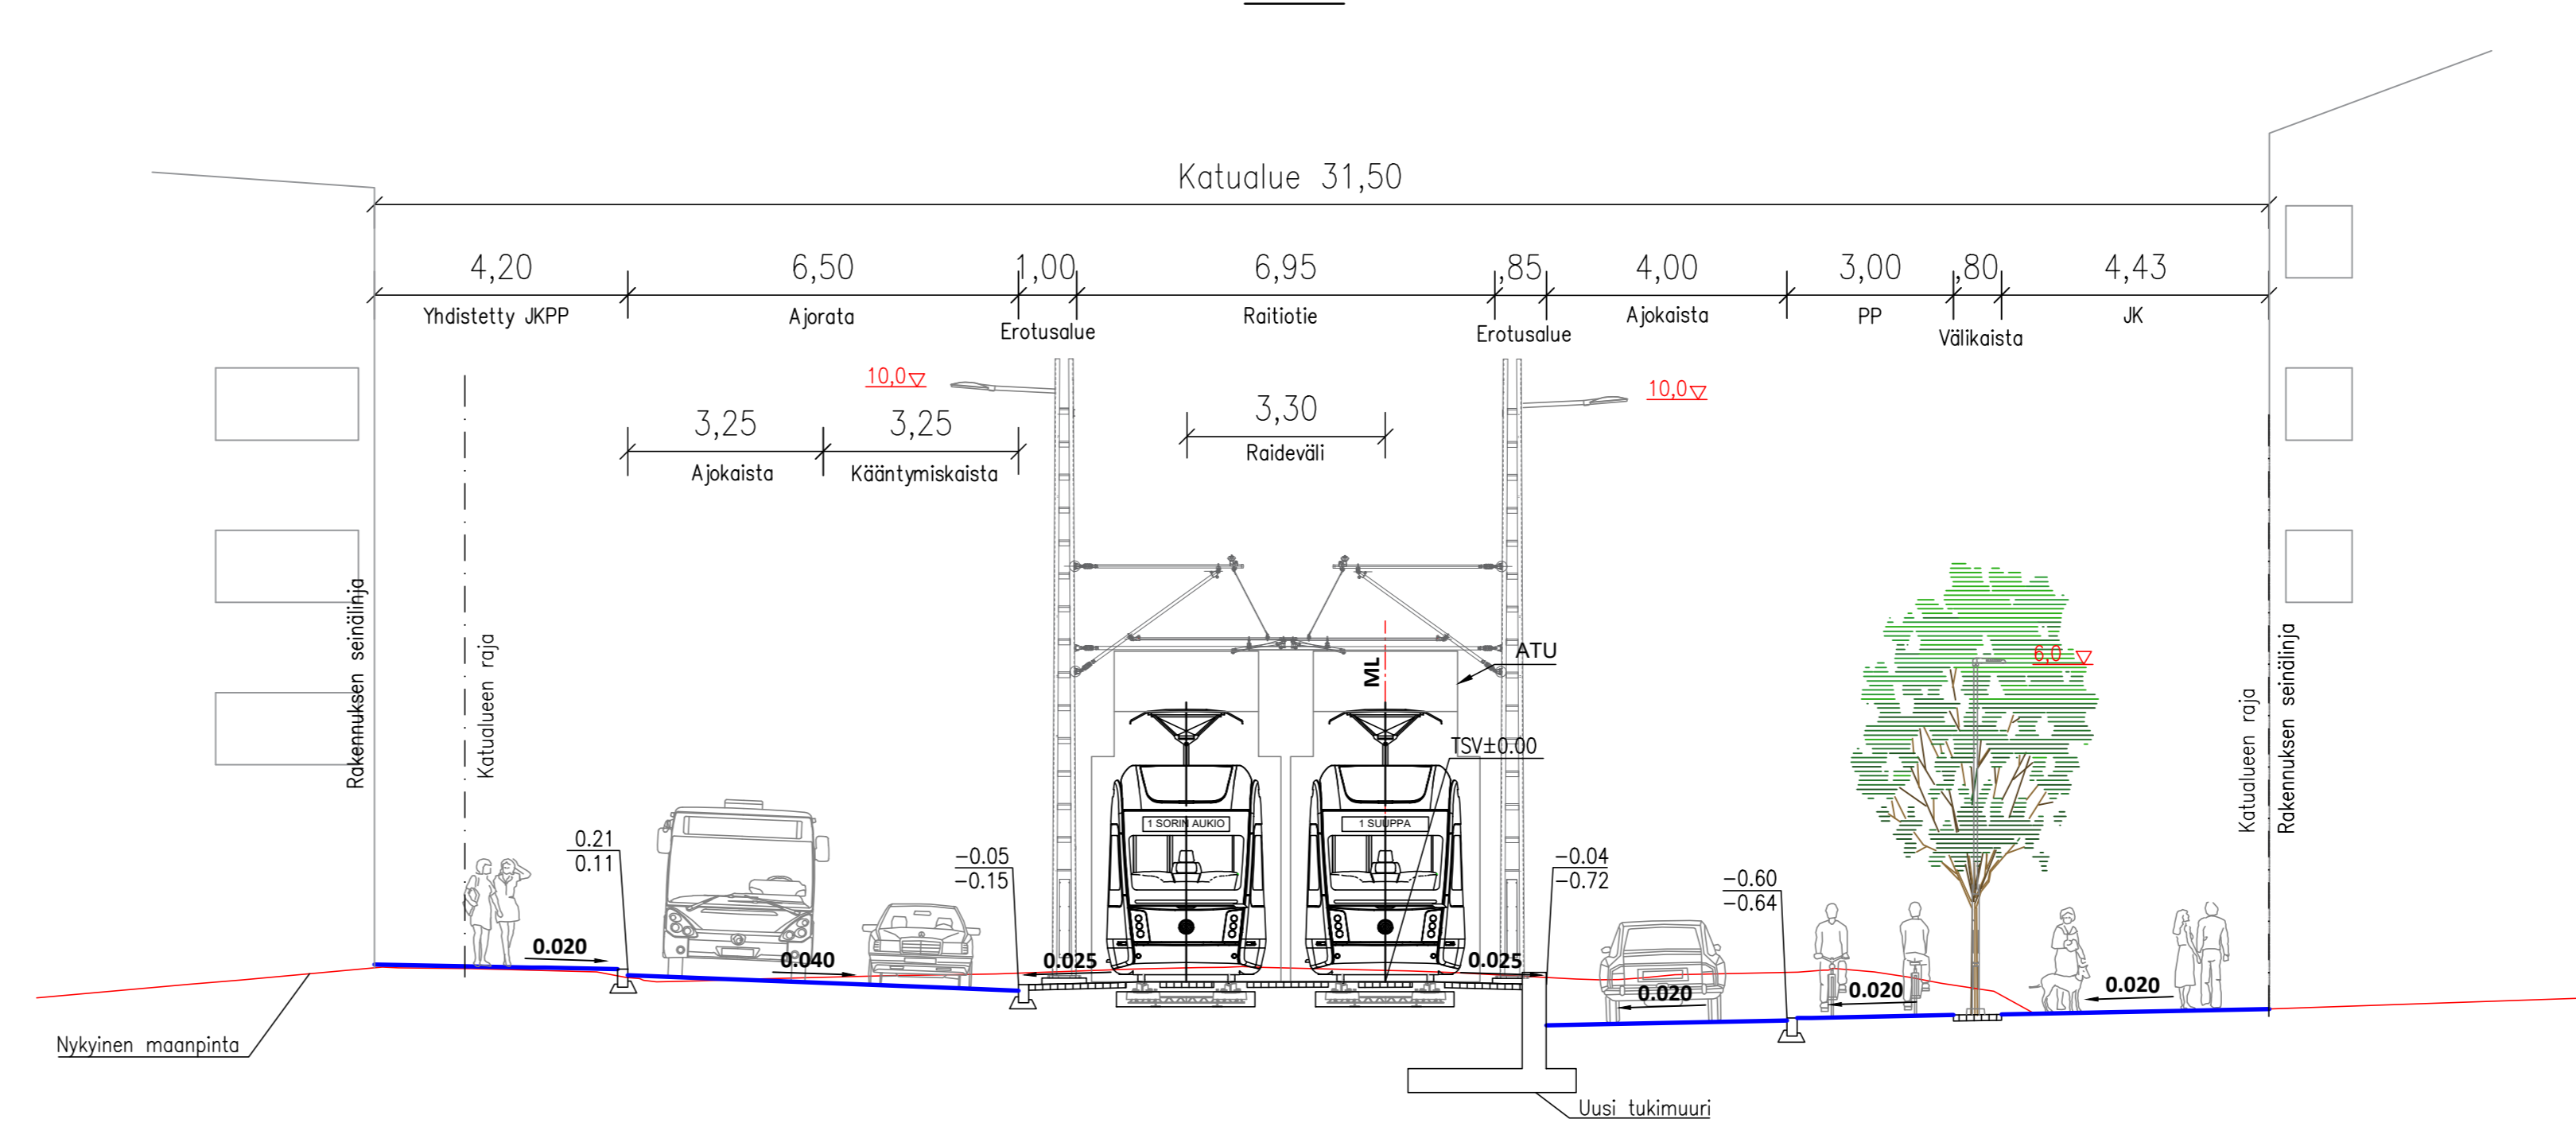 Katualue 31,50
4,20
6,50
1,00
6,95
,85
4,00
3,00
,80
4,43
Yhdistetty JKPP
Ajorata
Erotusalue
Raitiotie
Erotusalue
Ajokaista
PP
Välikaista
JK
10,0
10,0
3,25
3,25
3,30
Ajokaista
Kääntymiskaista
Raideväli
Rakennuksen seinälinja
Katualueen raja
ATU
ML
6,0
TSV±0.00
Katualueen raja
Rakennuksen seinälinja
1 SORIN AUKIO
1 SUUPPA
0.21
0.11
-0.05
-0.15
-0.04
-0.72
-0.60
-0.64
0.020
0.040
0.025
0.025
0.020
0.020
0.020
Nykyinen maanpinta
Uusi tukimuuri